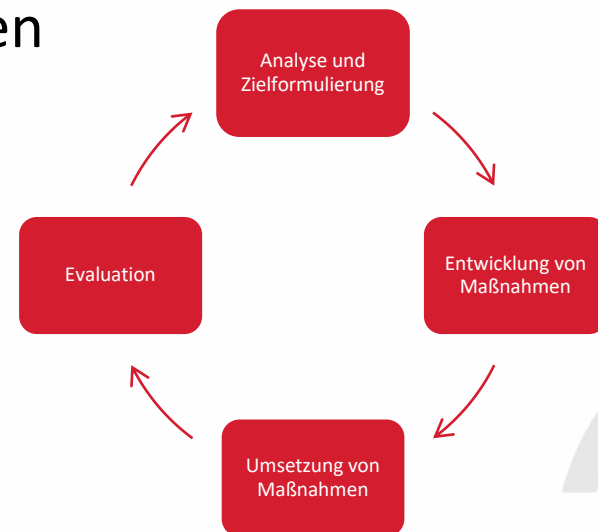 en
Analyse und
Zielformulierung
Entwicklung von
Maßnahmen
Umsetzung von
Maßnahmen
Evaluation